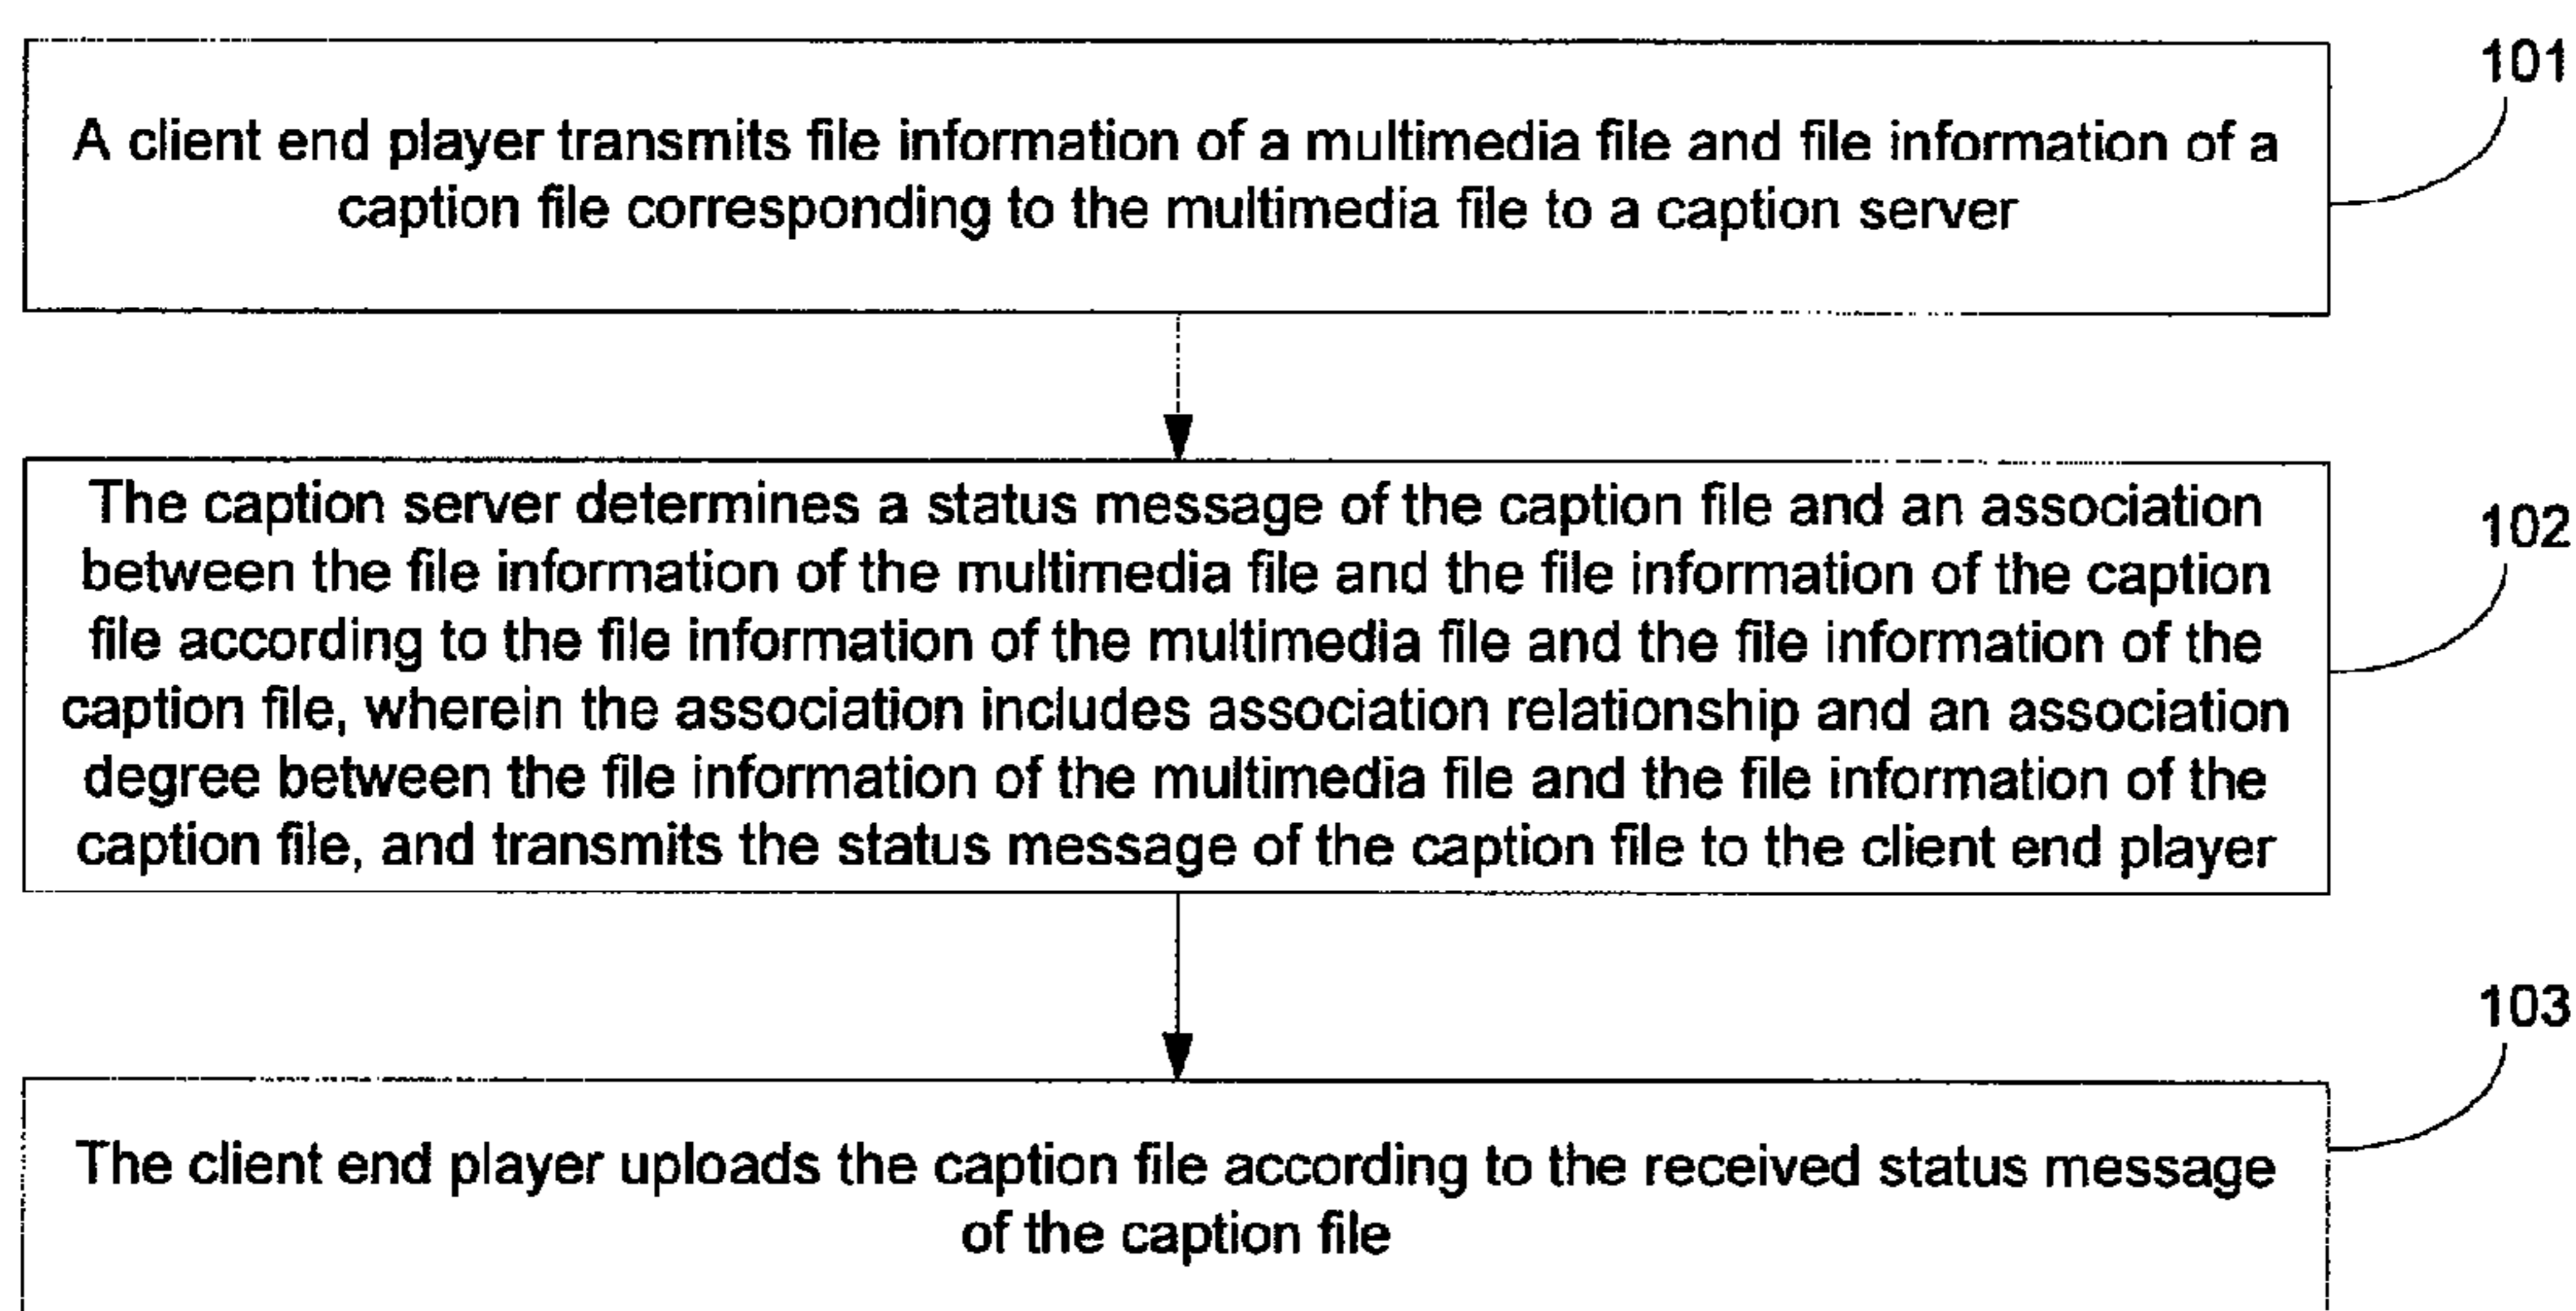 101
A client end player transmits file information of a multimedia file and file information of a
caption file corresponding to the multimedia file to a caption server
The caption server determines a status message of the caption file and an association
between the file information of the multimedia file and the file information of the caption
file according to the file information of the multimedia file and the file information of the
caption file, wherein the association includes association relationship and an association
degree between the file information of the multimedia file and the file information of the
caption file, and transmits the status message of the caption file to the client end player
102
103
The client end player uploads the caption file according to the received status message
of the caption file